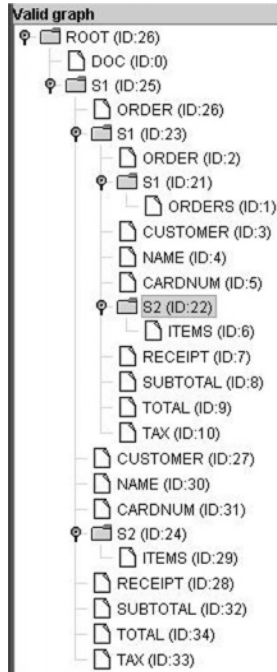 Valid graph
ROOT (ID:26)
DOC (ID:0)
S1 (ID:25)
ORDER (ID:26)
S1 (ID:23)
ORDER (ID:2)
S1 (ID:21)
ORDERS (ID:1)
CUSTOMER (ID:3)
NAME (ID:4)
CARDNUM (ID:5)
S2 (ID:22)
ITEMS (ID:6)
RECEIPT (ID:7)
SUBTOTAL (ID:8)
TOTAL (ID:9)
TAX (ID:10)
CUSTOMER (ID:27)
NAME (ID:30)
CARDNUM (ID:31)
S2 (ID:24)
ITEMS (ID:29)
RECEIPT (ID:28)
SUBTOTAL (ID:32)
TOTAL (ID:34)
TAX (ID:33)